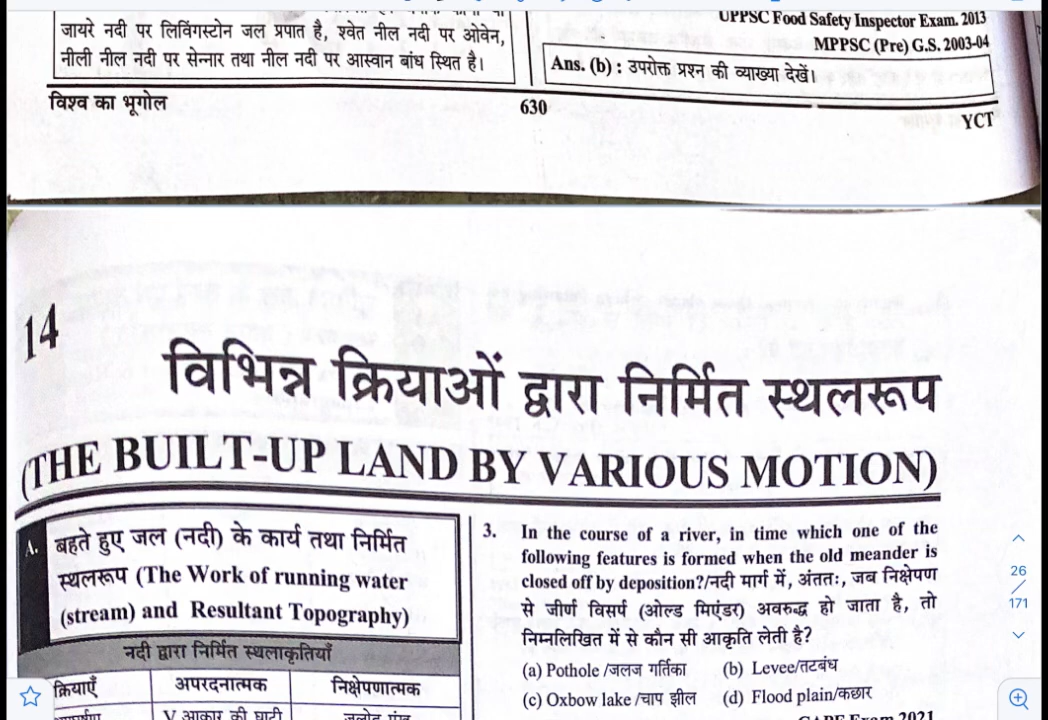 जायरे नदी पर लिविंगस्टोन जल प्रपात है, श्वेत नील नदी पर ओवेन,
नीली नील नदी पर सेन्नार तथा नील नदी पर आस्वान बांध स्थित है।
UPPSC Food Safety Inspector Exam. 2013
MPPSC (Pre) G.S. 2003-04
Ans. (b) : उपरोक्त प्रश्न की व्याख्या देखें।
विश्व का भूगोल
630
YCT
14
विभिन्न क्रियाओं द्वारा निर्मित स्थलरूप
(THE BUILT-UP LAND BY VARIOUS MOTION)
A. बहते हुए जल (नदी) के कार्य तथा निर्मित
स्थलरूप (The Work of running water
(stream) and Resultant Topography)
नदी द्वारा निर्मित स्थलाकृतियाँ
क्रियाएँ अपरदनात्मक निक्षेपणात्मक
V आकार की घाटी
3. In the course of a river, in time which one of the
following features is formed when the old meander is
closed off by deposition?/नदी मार्ग में, अंततः, जब निक्षेपण
से जीर्ण विसर्प (ओल्ड मिएंडर) अवरुद्ध हो जाता है, तो
निम्नलिखित में से कौन सी आकृति लेती है?
(a) Pothole /जलज गर्तिका (b) Levee/तटबंध
(c) Oxbow lake /चाप झील (d) Flood plain/कछार
26
171